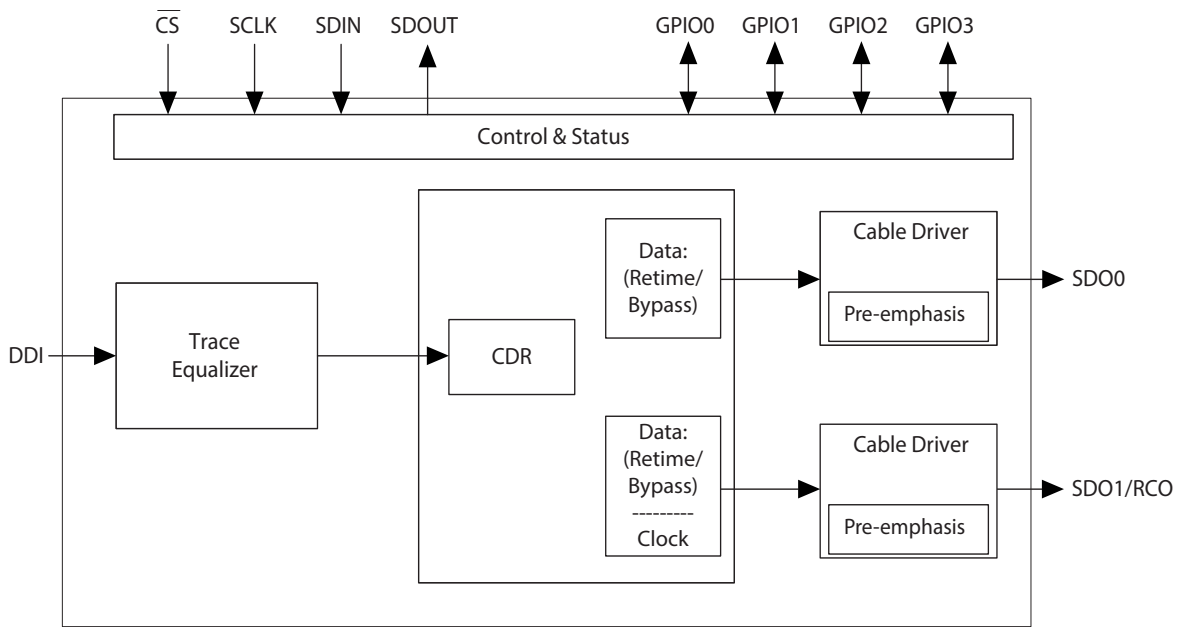 CS SCLK SDIN SDOUT GPIO0 GPIO1 GPIO2 GPIO3
Control & Status
DDI
Trace
Equalizer
CDR
Data:
(Retime/
Bypass)
Cable Driver
Pre-emphasis
SDO0
Data:
(Retime/
Bypass)
---------
Clock
Cable Driver
Pre-emphasis
SDO1/RCO